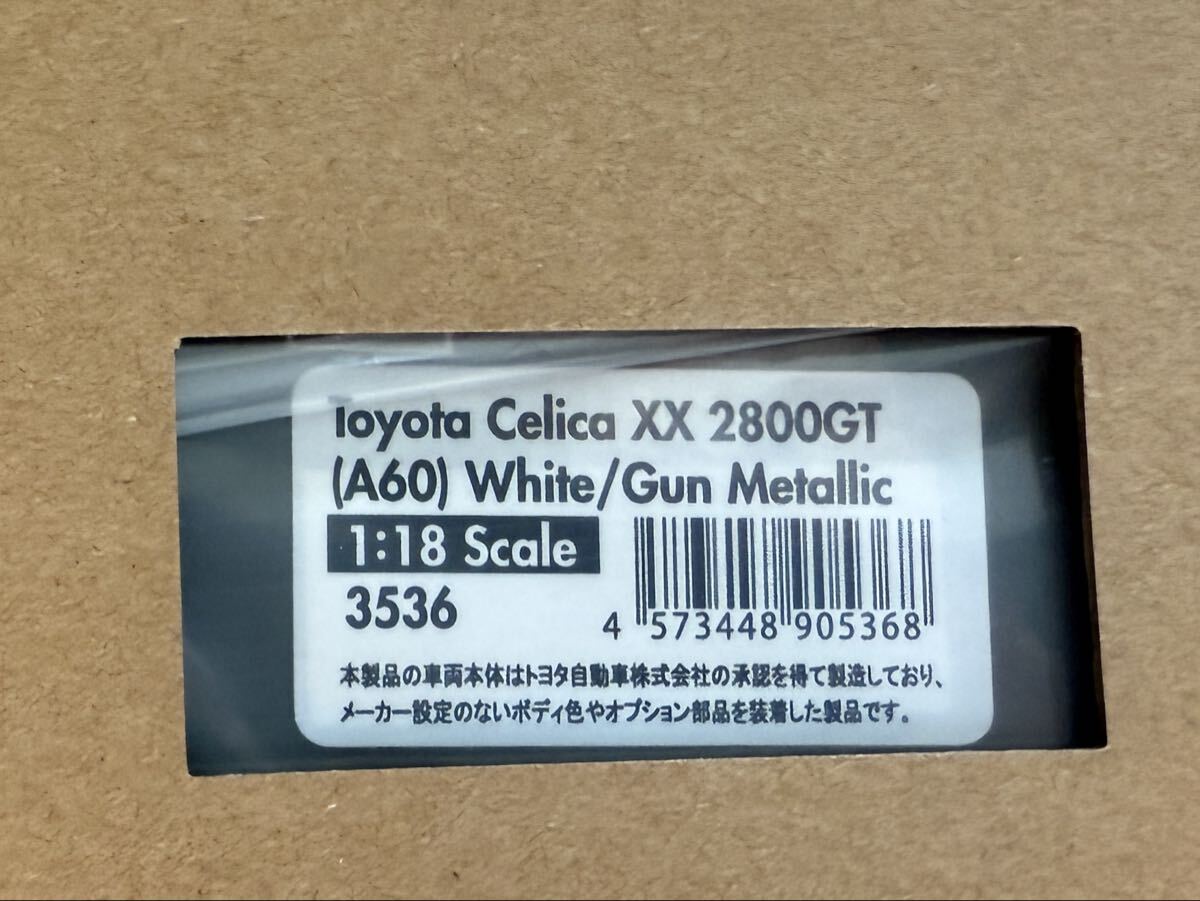 Toyota Celica XX 2800GT
(A60) White/Gun Metallic
1:18 Scale
3536
4 573448 905368
本製品の車両本体はトヨタ自動車株式会社の承認を得て製造しており、
メーカー設定のないボディ色やオプション部品を装着した製品です。